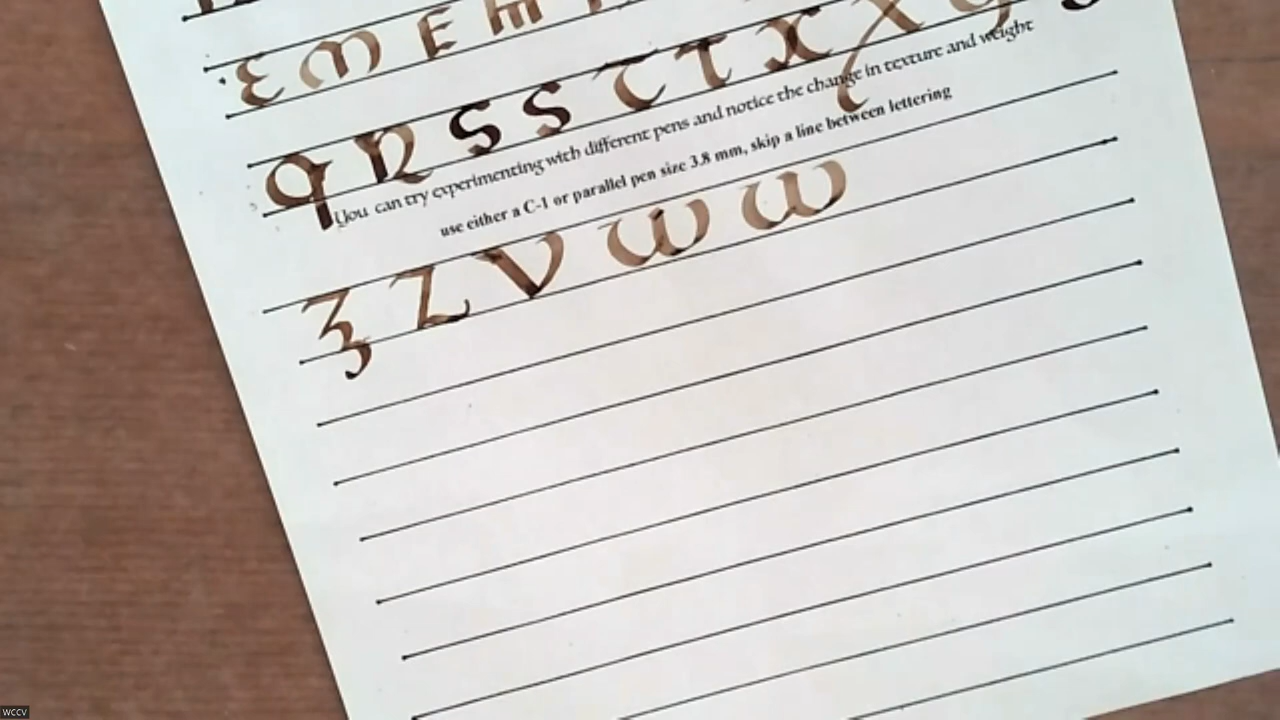 E M E M
q R S S T T X X y
You can try experimenting with different pens and notice the change in texture and weight
use either a C-1 or parallel pen size 3.8 mm, skip a line between lettering
Z Z V W W
WCCV